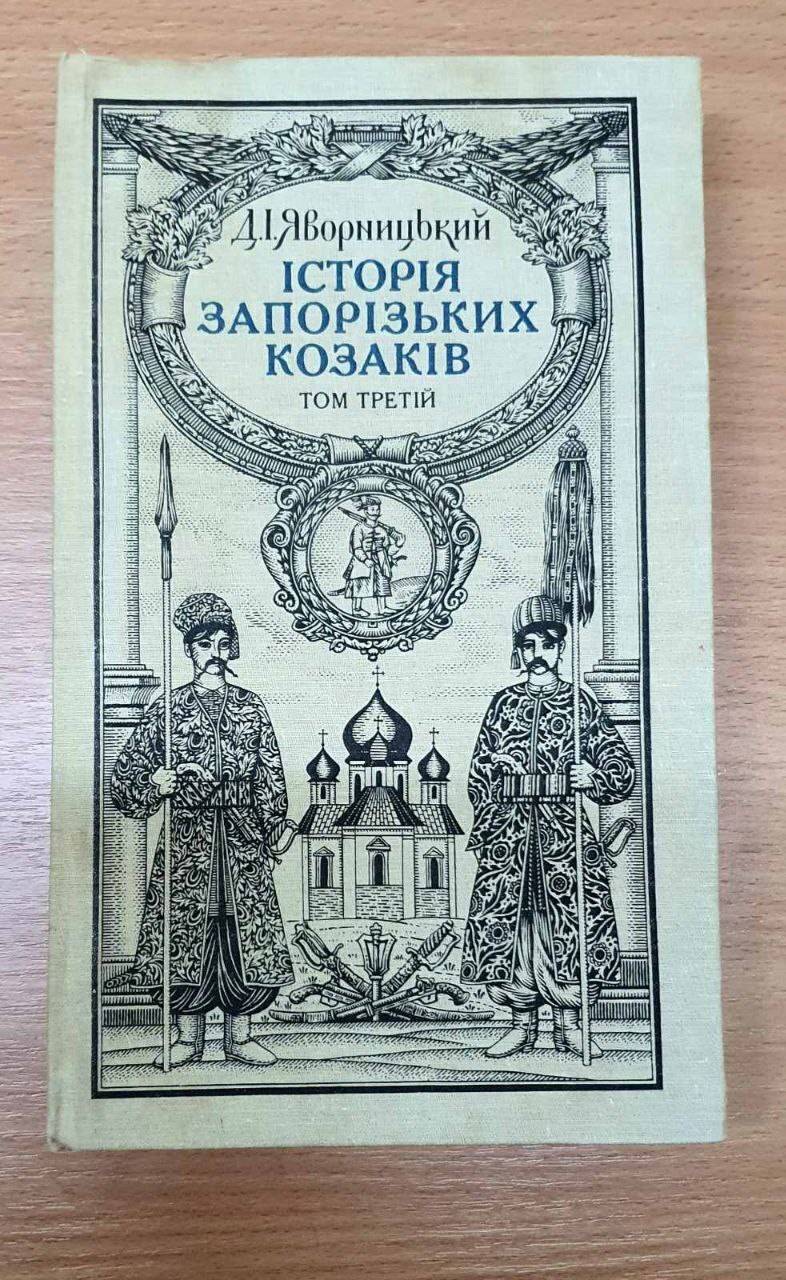 Д.І.Яворницький
ІСТОРІЯ
ЗАПОРІЗЬКИХ
КОЗАКІВ
ТОМ ТРЕТІЙ